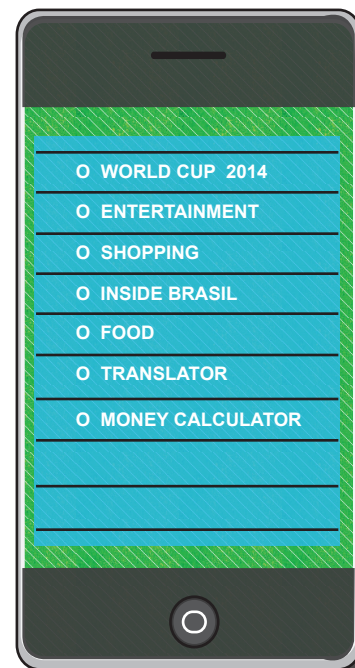 O WORLD CUP 2014
O ENTERTAINMENT
O SHOPPING
O INSIDE BRASIL
O FOOD
O TRANSLATOR
O MONEY CALCULATOR